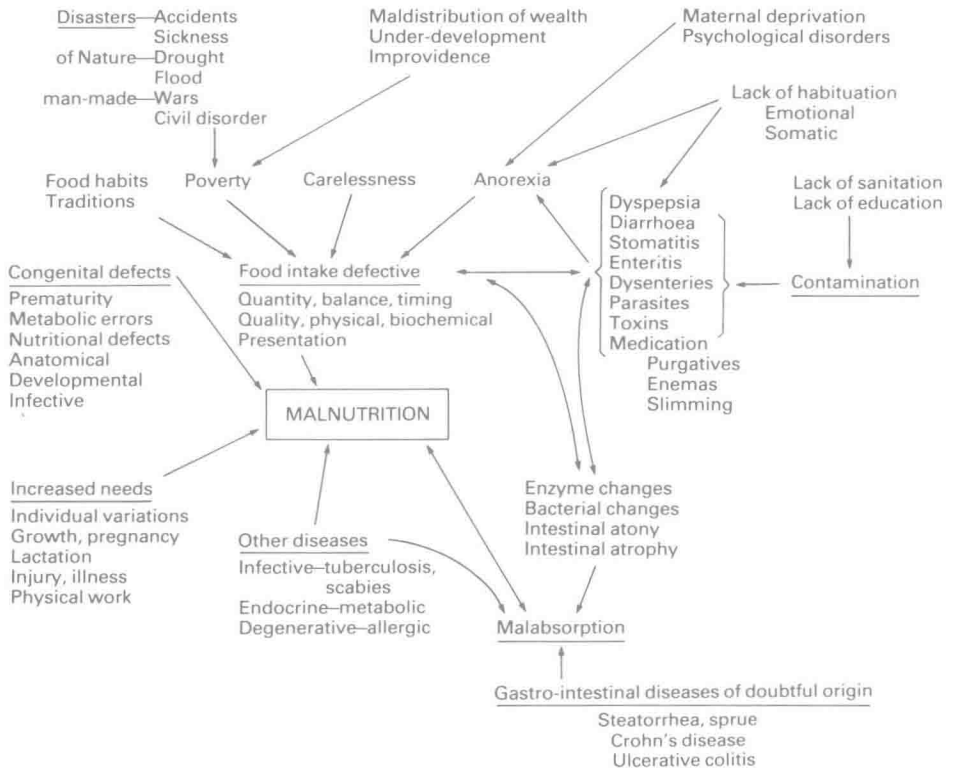 Disasters—Accidents
Sickness
of Nature—Drought
Flood
man-made—Wars
Civil disorder
Maldistribution of wealth
Under-development
Improvidence
Maternal deprivation
Psychological disorders
Lack of habituation
Emotional
Somatic
Food habits
Traditions
Poverty
Carelessness
Anorexia
Lack of sanitation
Lack of education
Dyspepsia
Diarrhoea
Stomatitis
Enteritis
Dysenteries
Parasites
Toxins
Medication
Purgatives
Enemas
Slimming
Contamination
Congenital defects
Prematurity
Metabolic errors
Nutritional defects
Anatomical
Developmental
Infective
Food intake defective
Quantity, balance, timing
Quality, physical, biochemical
Presentation
MALNUTRITION
Increased needs
Individual variations
Growth, pregnancy
Lactation
Injury, illness
Physical work
Other diseases
Infective—tuberculosis,
scabies
Endocrine—metabolic
Degenerative—allergic
Enzyme changes
Bacterial changes
Intestinal atony
Intestinal atrophy
Malabsorption
Gastro-intestinal diseases of doubtful origin
Steatorrhea, sprue
Crohn's disease
Ulcerative colitis